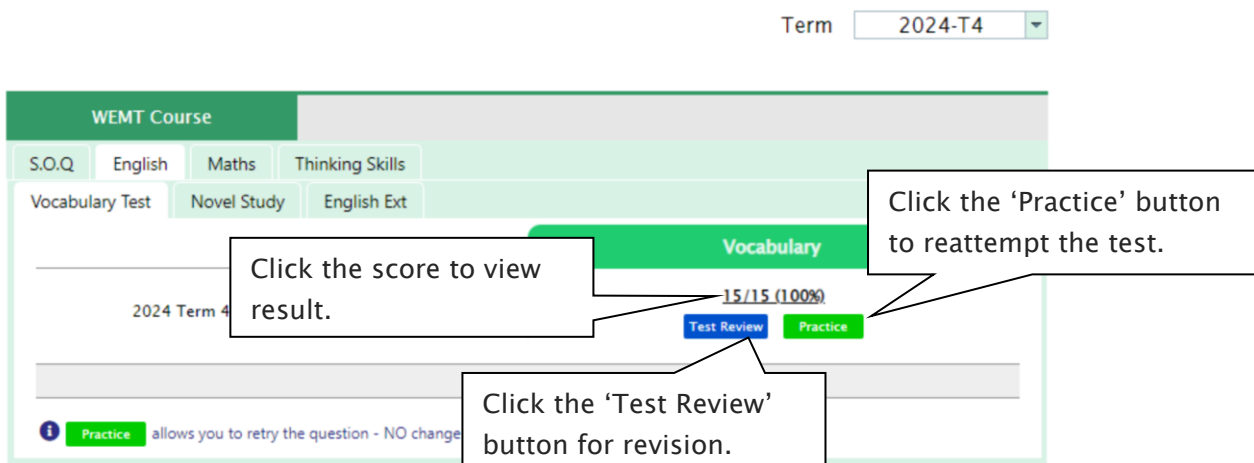 Term 2024-T4
WEMT Course
S.O.Q English Maths Thinking Skills
Vocabulary Test Novel Study English Ext
Click the ‘Practice’ button
to reattempt the test.
Vocabulary
Click the score to view
result.
2024 Term 4
15/15 (100%)
Test Review Practice
Click the ‘Test Review’
button for revision.
Practice allows you to retry the question - NO change